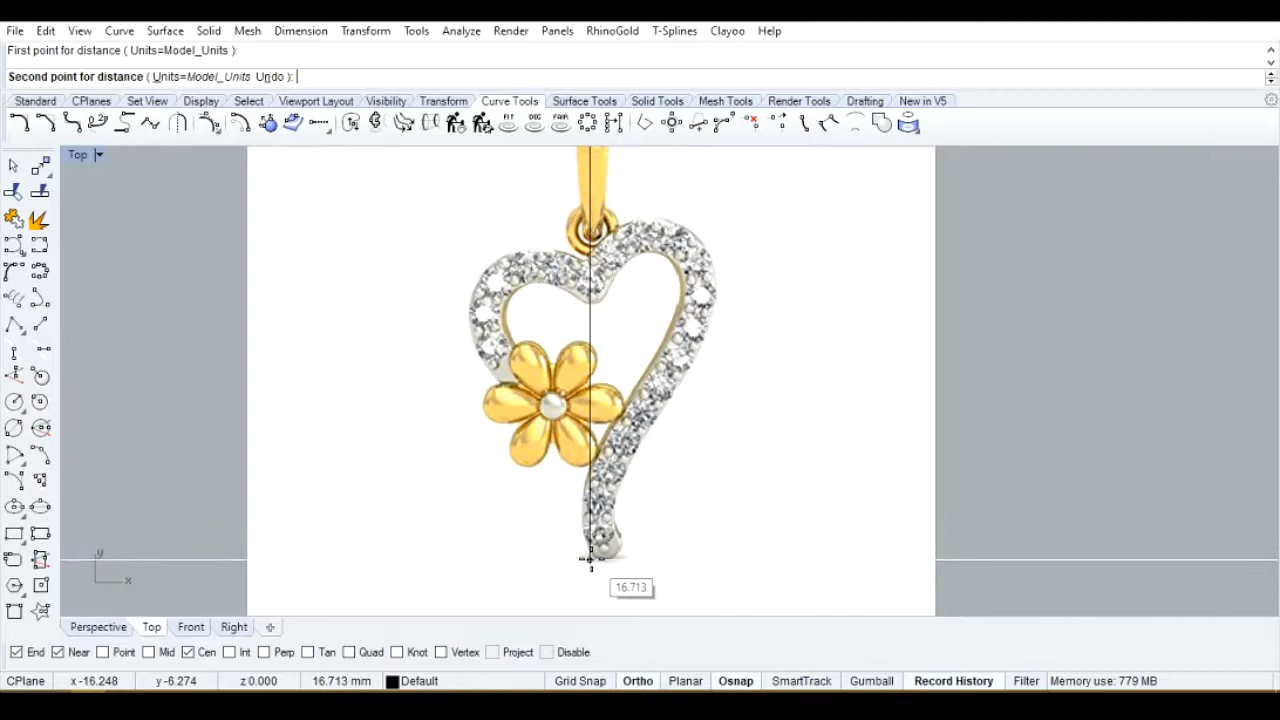 File Edit View Curve Surface Solid Mesh Dimension Transform Tools Analyze Render Panels RhinoGold T-Splines Clayoo Help
First point for distance ( Units=Model_Units ):
Second point for distance ( Units=Model_Units Undo ):
Standard CPlanes Set View Display Select Viewport Layout Visibility Transform Curve Tools Surface Tools Solid Tools Mesh Tools Render Tools Drafting New in V5
FIT DEG FAIR
Top
y
x
16.713
Perspective Top Front Right
End Near Point Mid Cen Int Perp Tan Quad Knot Vertex Project Disable
CPlane x -16.248 y -6.274 z 0.000 16.713 mm Default Grid Snap Ortho Planar Osnap SmartTrack Gumball Record History Filter Memory use: 779 MB